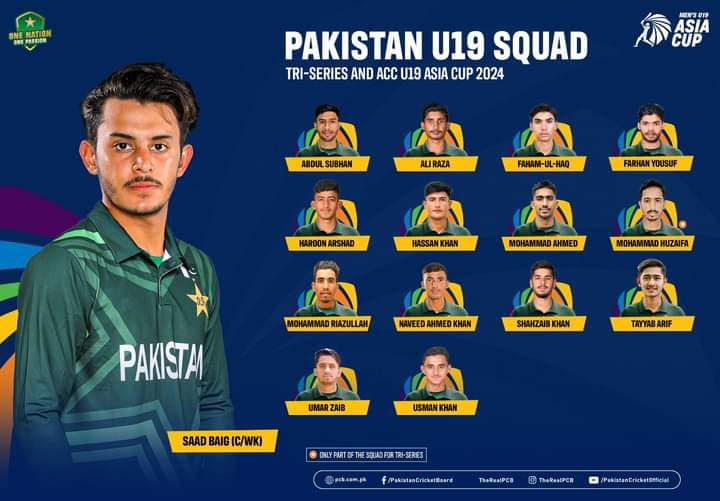 ONE NATION
ONE PASSION
PAKISTAN U19 SQUAD
TRI-SERIES AND ACC U19 ASIA CUP 2024
MEN'S U19
ASIA
CUP
ABDUL SUBHAN
ALI RAZA
FAHAM-UL-HAQ
FARHAN YOUSUF
HAROON ARSHAD
HASSAN KHAN
MOHAMMAD AHMED
MOHAMMAD HUZAIFA
MOHAMMAD RIAZULLAH
NAVEED AHMED KHAN
SHAHZAIB KHAN
TAYYAB ARIF
UMAR ZAIB
USMAN KHAN
PAKISTAN
SAAD BAIG (C/WK)
ONLY PART OF THE SQUAD FOR TRI-SERIES
pcb.com.pk /PakistanCricketBoard TheRealPCB TheRealPCB /PakistanCricketOfficial